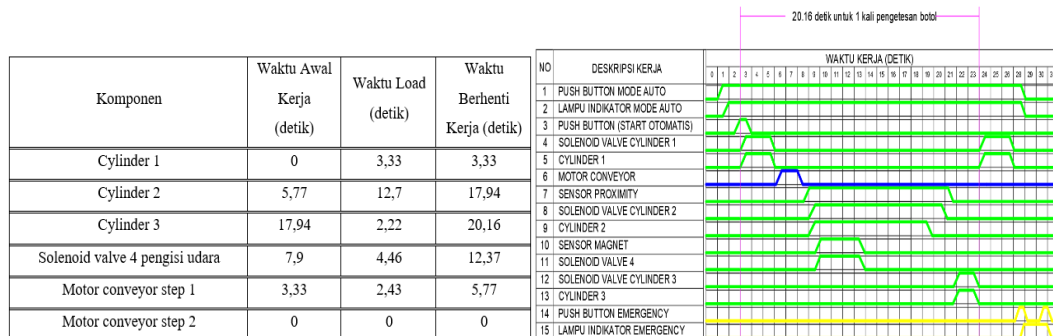 Komponen
Waktu Awal
Kerja
(detik)
Waktu Load
(detik)
Waktu
Berhenti
Kerja (detik)
Cylinder 1 0 3,33 3,33
Cylinder 2 5,77 12,7 17,94
Cylinder 3 17,94 2,22 20,16
Solenoid valve 4 pengisi udara 7,9 4,46 12,37
Motor conveyor step 1 3,33 2,43 5,77
Motor conveyor step 2 0 0 0
20.16 detik untuk 1 kali pengetesan botol
NO DESKRIPSI KERJA WAKTU KERJA (DETIK)
0 1 2 3 4 5 6 7 8 9 10 11 12 13 14 15 16 17 18 19 20 21 22 23 24 25 26 27 28 29 30 3
1 PUSH BUTTON MODE AUTO
2 LAMPU INDIKATOR MODE AUTO
3 PUSH BUTTON (START OTOMATIS)
4 SOLENOID VALVE CYLINDER 1
5 CYLINDER 1
6 MOTOR CONVEYOR
7 SENSOR PROXIMITY
8 SOLENOID VALVE CYLINDER 2
9 CYLINDER 2
10 SENSOR MAGNET
11 SOLENOID VALVE 4
12 SOLENOID VALVE CYLINDER 3
13 CYLINDER 3
14 PUSH BUTTON EMERGENCY
15 LAMPU INDIKATOR EMERGENCY